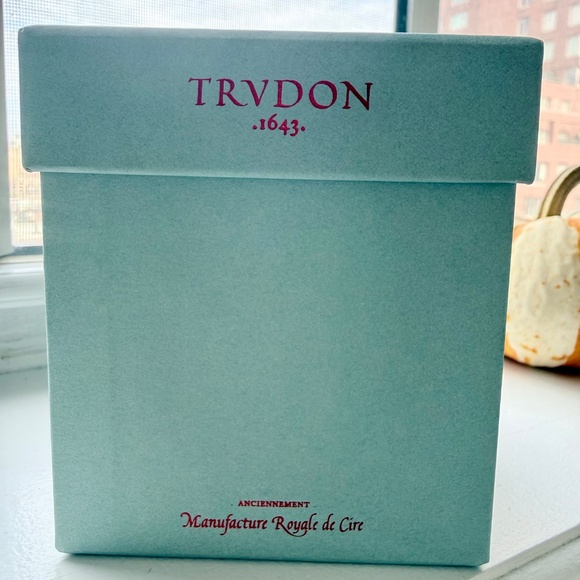 TRVDON
.1643.
ANCIENNEMENT
Manufacture Royale de Cire